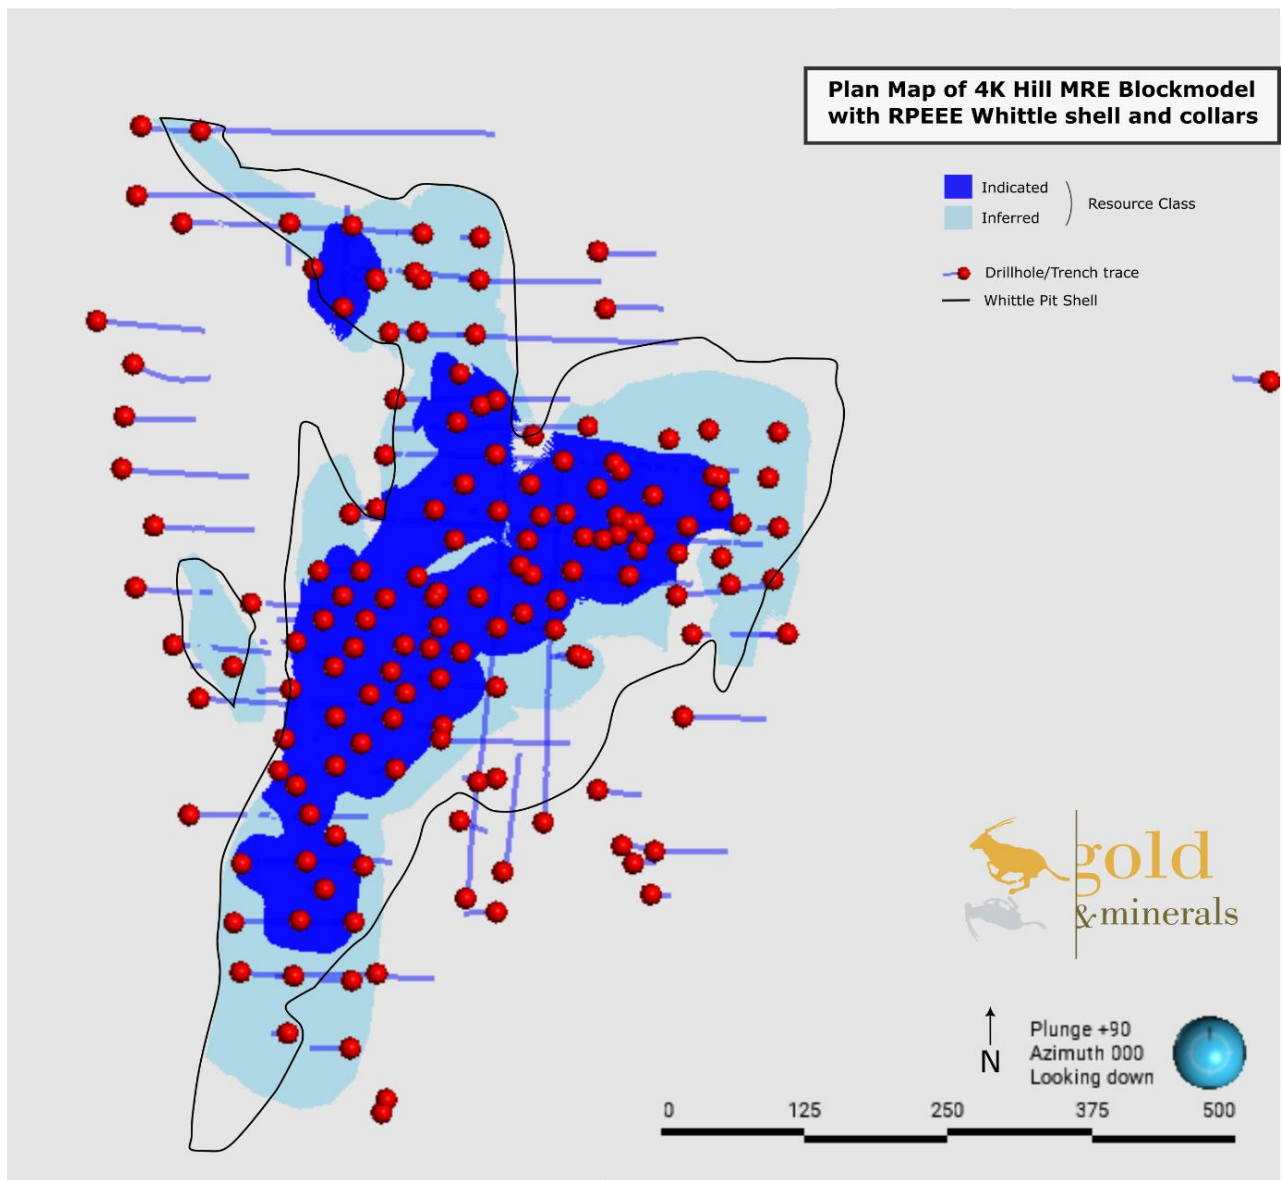 Plan Map of 4K Hill MRE Blockmodel
with RPEEE Whittle shell and collars
Indicated
Inferred
Resource Class
Drillhole/Trench trace
Whittle Pit Shell
gold
&minerals
N
Plunge +90
Azimuth 000
Looking down
0 125 250 375 500